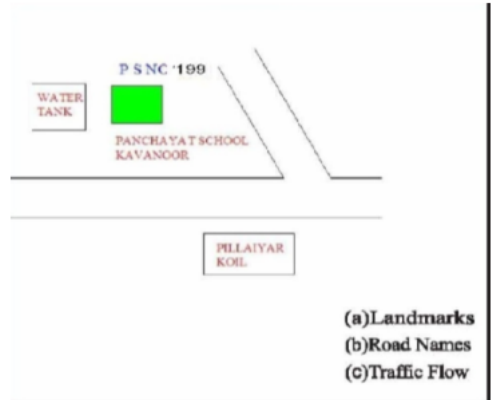 P S NC '199
WATER
TANK
PANCHAYAT SCHOOL
KAVANOOR
PILLAIYAR
KOIL
(a)Landmarks
(b)Road Names
(c)Traffic Flow